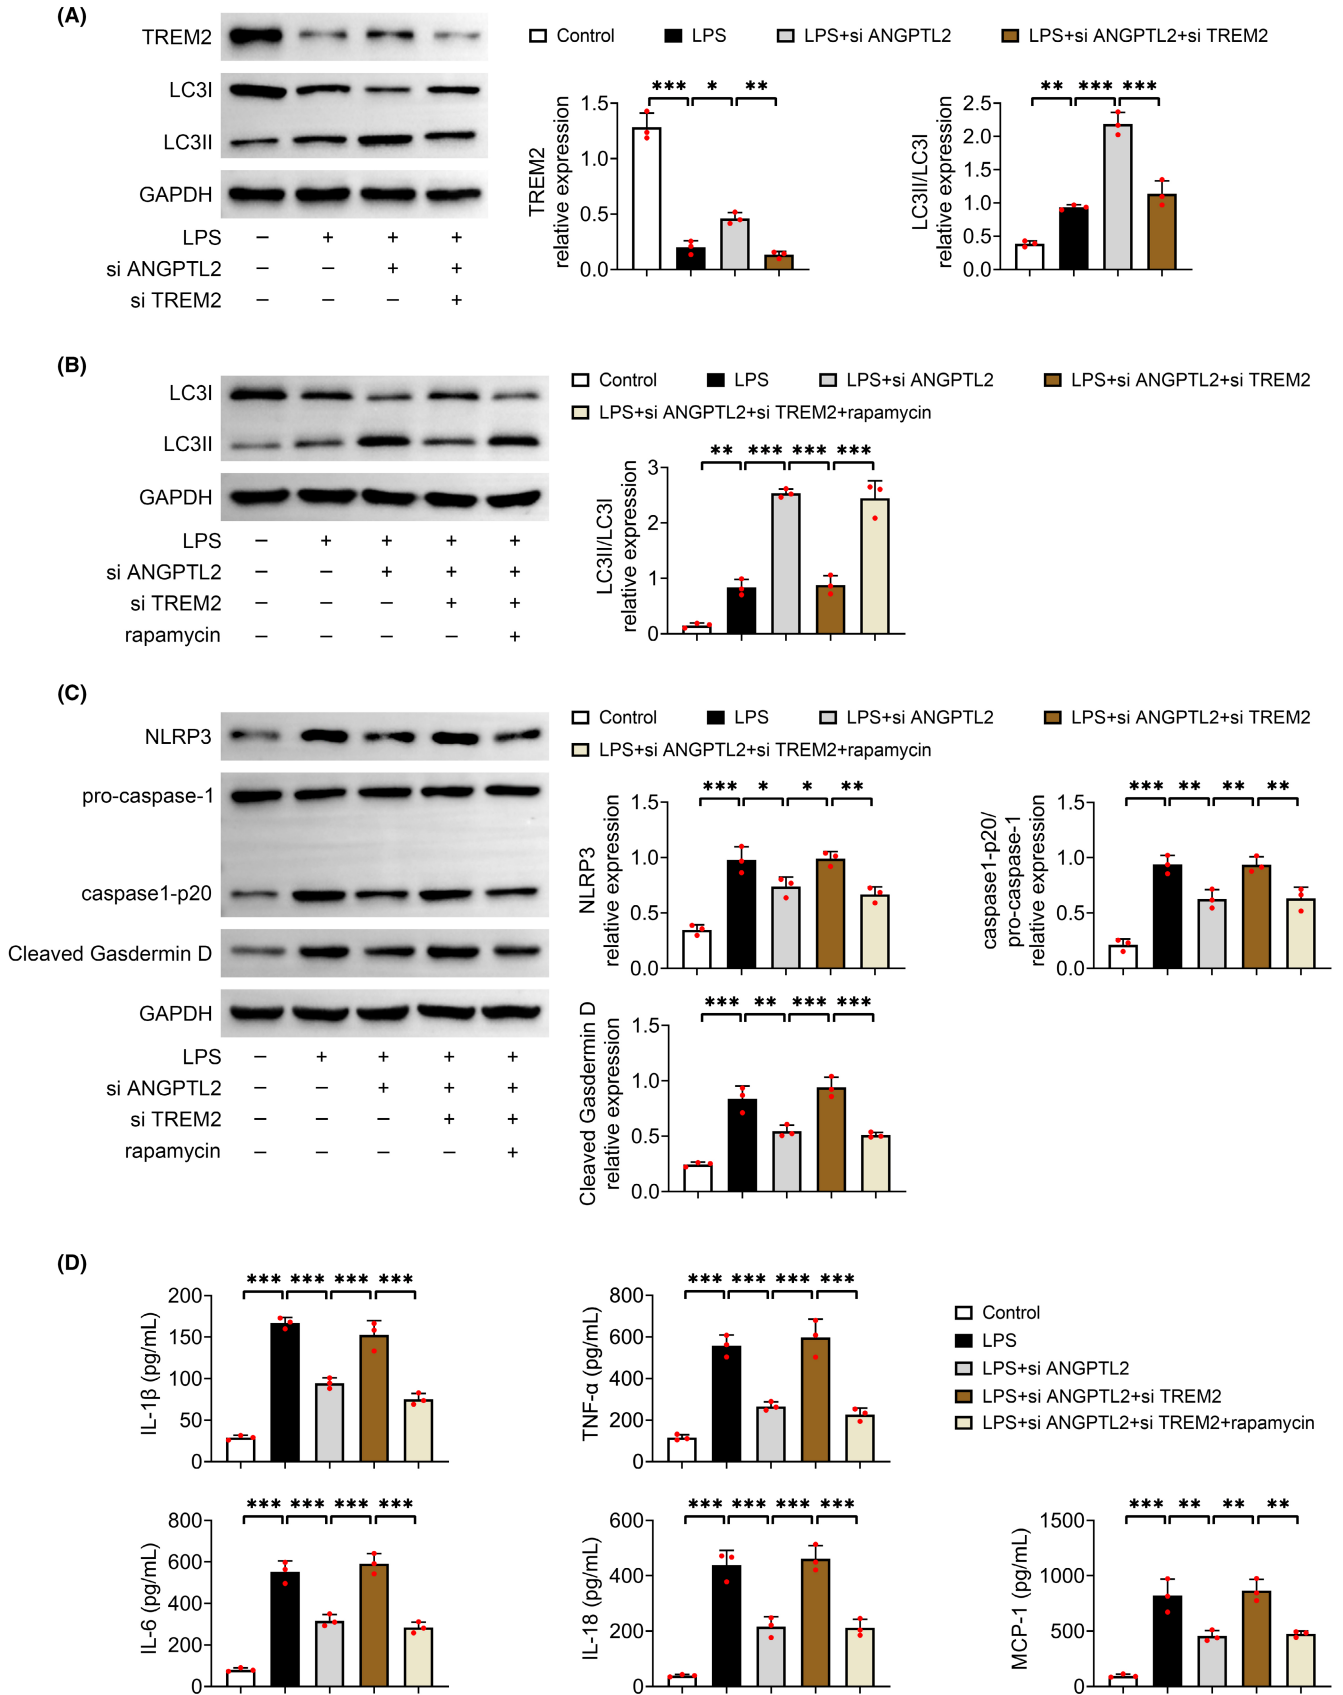 (A)
TREM2
LC3I
LC3II
GAPDH
LPS − + + +
si ANGPTL2 − − + +
si TREM2 − − − +
Control LPS LPS+si ANGPTL2 LPS+si ANGPTL2+si TREM2
*** * **
TREM2
relative expression
1.5
1.0
0.5
0.0
** *** ***
LC3II/LC3I
relative expression
2.5
2.0
1.5
1.0
0.5
0.0
(B)
LC3I
LC3II
GAPDH
LPS − + + + +
si ANGPTL2 − − + + +
si TREM2 − − − + +
rapamycin − − − − +
Control LPS LPS+si ANGPTL2 LPS+si ANGPTL2+si TREM2
LPS+si ANGPTL2+si TREM2+rapamycin
** *** *** ***
LC3II/LC3I
relative expression
3
2
1
0
(C)
NLRP3
pro-caspase-1
caspase1-p20
Cleaved Gasdermin D
GAPDH
LPS − + + + +
si ANGPTL2 − − + + +
si TREM2 − − − + +
rapamycin − − − − +
Control LPS LPS+si ANGPTL2 LPS+si ANGPTL2+si TREM2
LPS+si ANGPTL2+si TREM2+rapamycin
*** * * **
NLRP3
relative expression
1.5
1.0
0.5
0.0
*** ** ** **
caspase1-p20/
pro-caspase-1
relative expression
1.5
1.0
0.5
0.0
*** ** *** ***
Cleaved Gasdermin D
relative expression
1.5
1.0
0.5
0.0
(D)
*** *** *** ***
IL-1β (pg/mL)
200
150
100
50
0
*** *** *** ***
TNF-α (pg/mL)
800
600
400
200
0
Control
LPS
LPS+si ANGPTL2
LPS+si ANGPTL2+si TREM2
LPS+si ANGPTL2+si TREM2+rapamycin
*** *** *** ***
IL-6 (pg/mL)
800
600
400
200
0
*** *** *** ***
IL-18 (pg/mL)
600
400
200
0
*** ** ** **
MCP-1 (pg/mL)
1500
1000
500
0